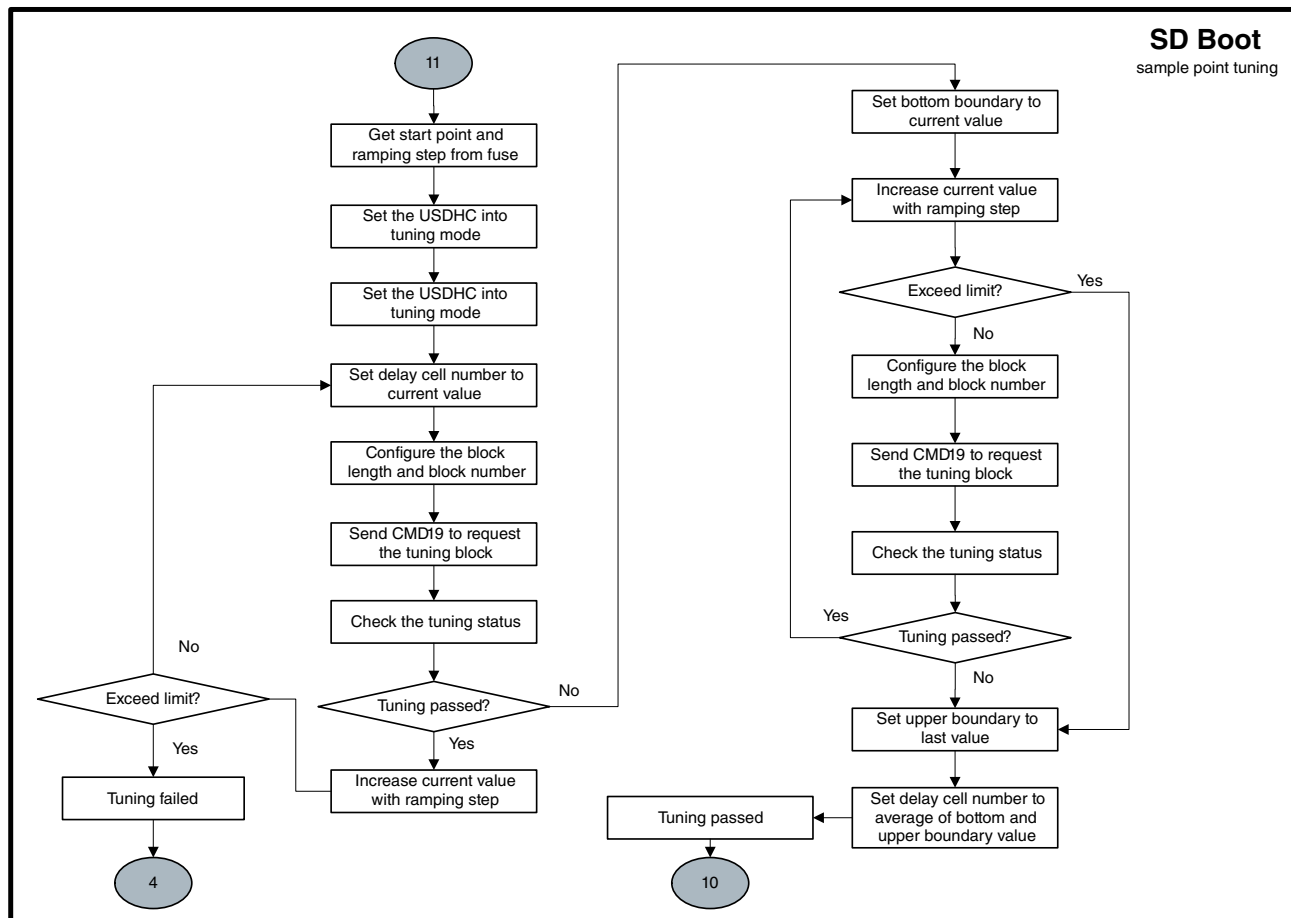 SD Boot
sample point tuning
11
Get start point and
ramping step from fuse
Set the USDHC into
tuning mode
Set the USDHC into
tuning mode
Set delay cell number to
current value
Configure the block
length and block number
Send CMD19 to request
the tuning block
Check the tuning status
Tuning passed?
No
Yes
Increase current value
with ramping step
Exceed limit?
No
Yes
Tuning failed
4
Set bottom boundary to
current value
Increase current value
with ramping step
Exceed limit?
Yes
No
Configure the block
length and block number
Send CMD19 to request
the tuning block
Check the tuning status
Tuning passed?
Yes
No
Set upper boundary to
last value
Set delay cell number to
average of bottom and
upper boundary value
Tuning passed
10